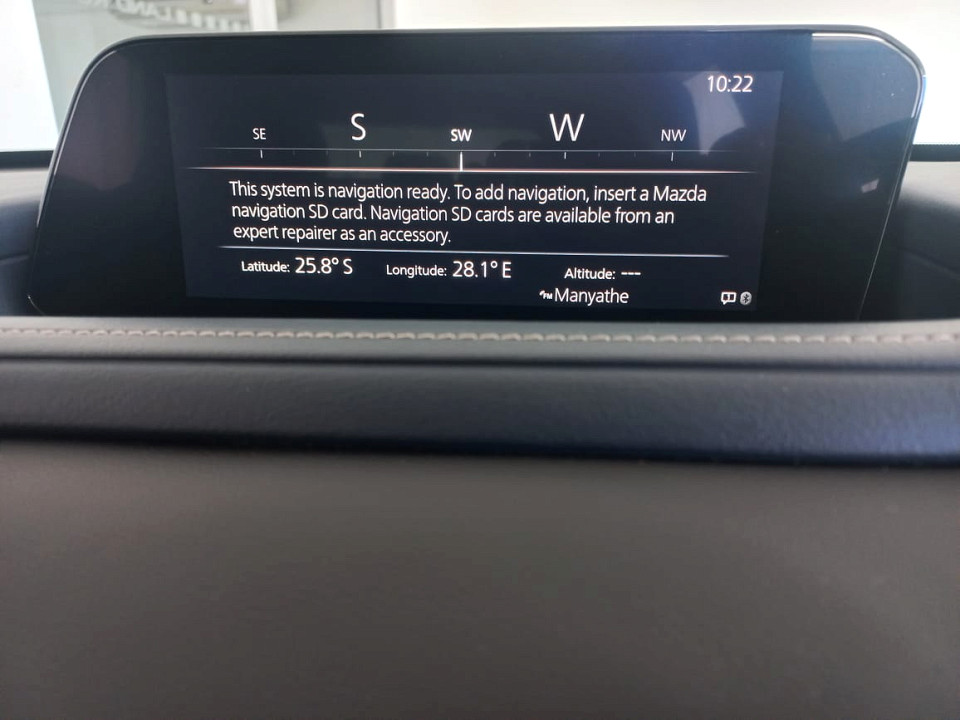 10:22
SE S SW W NW
This system is navigation ready. To add navigation, insert a Mazda
navigation SD card. Navigation SD cards are available from an
expert repairer as an accessory.
Latitude: 25.8° S Longitude: 28.1° E Altitude: ---
FM Manyathe